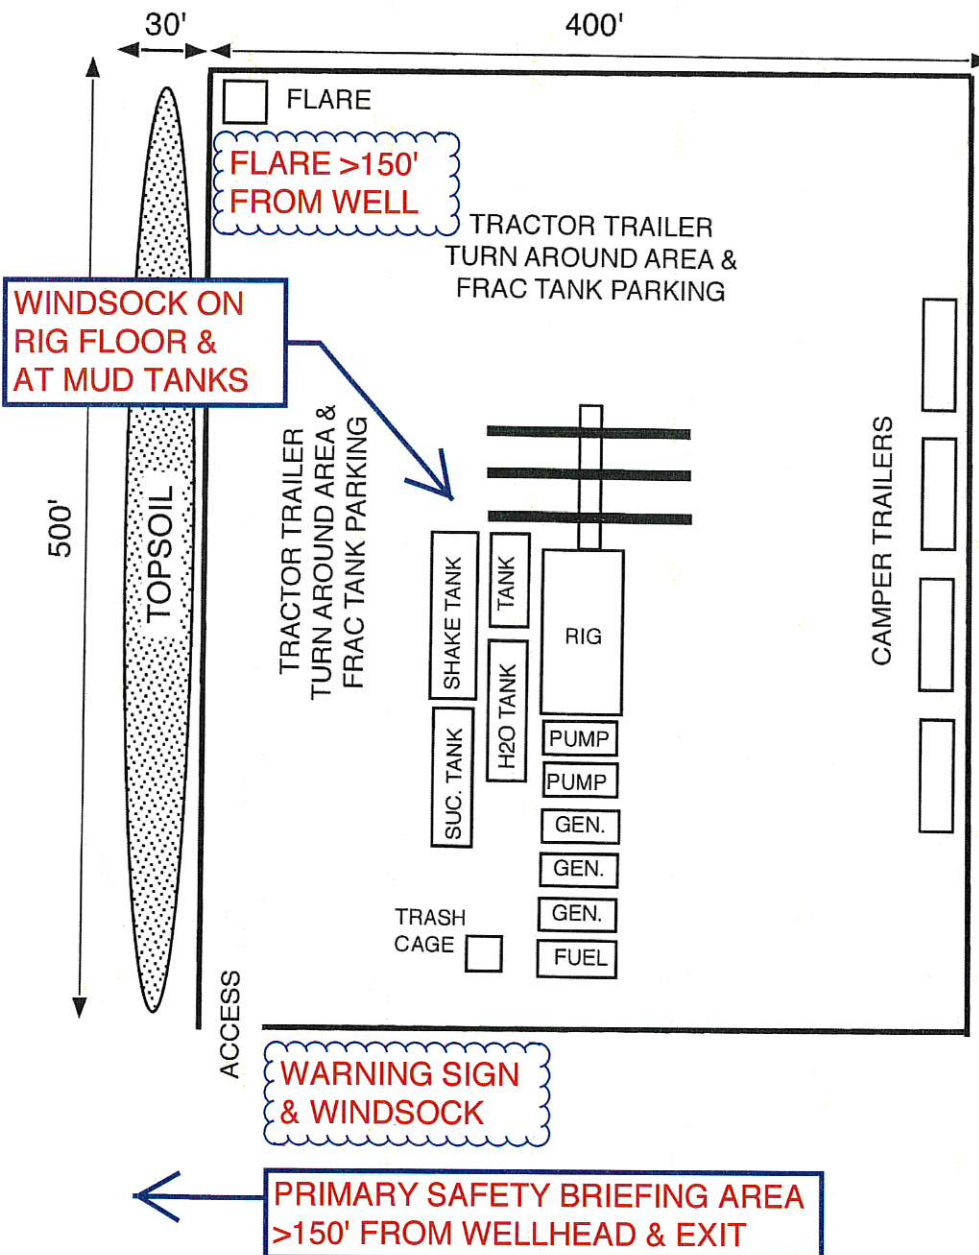 30'
400'
FLARE
FLARE >150'
FROM WELL
TRACTOR TRAILER
TURN AROUND AREA &
FRAC TANK PARKING
WINDSOCK ON
RIG FLOOR &
AT MUD TANKS
500'
TOPSOIL
TRACTOR TRAILER
TURN AROUND AREA &
FRAC TANK PARKING
CAMPER TRAILERS
SHAKE TANK
TANK
RIG
H2O TANK
SUC. TANK
PUMP
PUMP
GEN.
GEN.
GEN.
FUEL
TRASH
CAGE
ACCESS
WARNING SIGN
& WINDSOCK
PRIMARY SAFETY BRIEFING AREA
>150' FROM WELLHEAD & EXIT